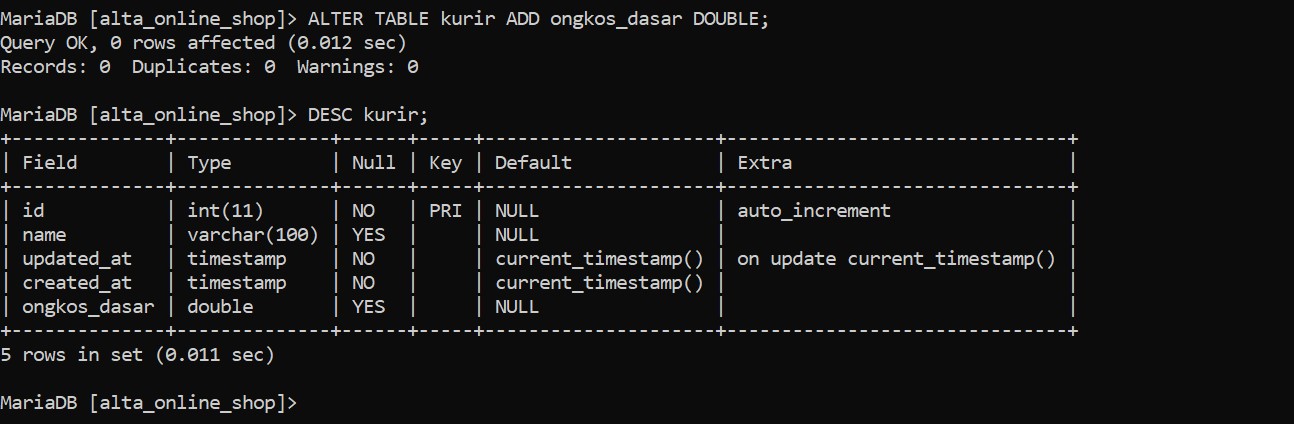 MariaDB [alta_online_shop]> ALTER TABLE kurir ADD ongkos_dasar DOUBLE;
Query OK, 0 rows affected (0.012 sec)
Records: 0  Duplicates: 0  Warnings: 0

MariaDB [alta_online_shop]> DESC kurir;
+--------------+--------------+------+-----+---------------------+-------------------------------+
| Field        | Type         | Null | Key | Default             | Extra                         |
+--------------+--------------+------+-----+---------------------+-------------------------------+
| id           | int(11)      | NO   | PRI | NULL                | auto_increment                |
| name         | varchar(100) | YES  |     | NULL                |                               |
| updated_at   | timestamp    | NO   |     | current_timestamp() | on update current_timestamp() |
| created_at   | timestamp    | NO   |     | current_timestamp() |                               |
| ongkos_dasar | double       | YES  |     | NULL                |                               |
+--------------+--------------+------+-----+---------------------+-------------------------------+
5 rows in set (0.011 sec)

MariaDB [alta_online_shop]>